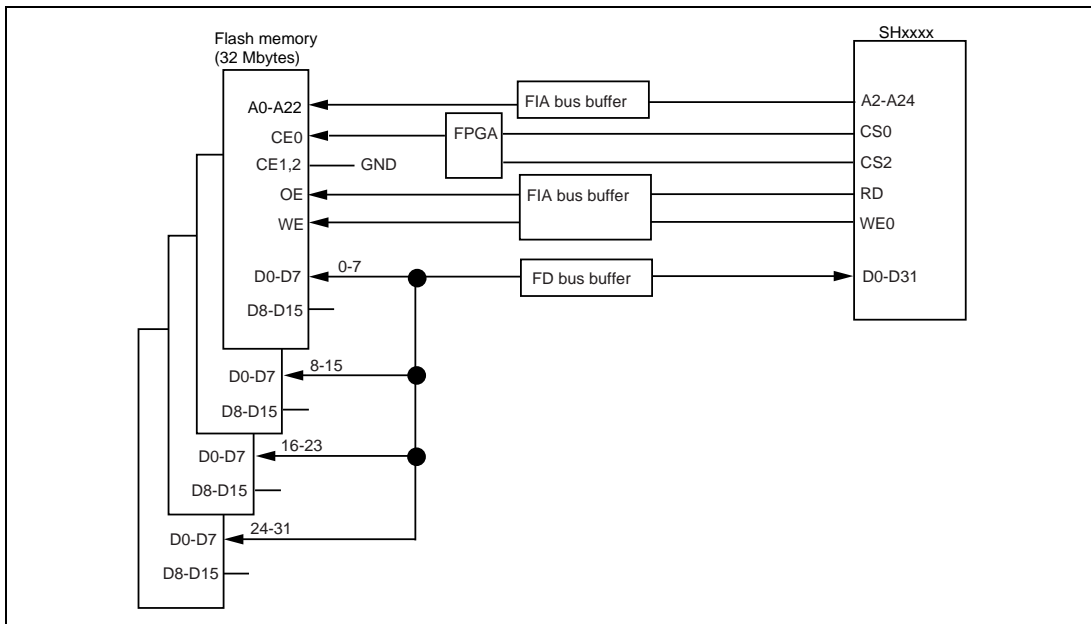 Flash memory
(32 Mbytes)
SHxxxx
A0-A22
FIA bus buffer
A2-A24
CE0
FPGA
CS0
CE1,2
GND
CS2
OE
FIA bus buffer
RD
WE
WE0
D0-D7
0-7
FD bus buffer
D0-D31
D8-D15
D0-D7
8-15
D8-D15
D0-D7
16-23
D8-D15
D0-D7
24-31
D8-D15